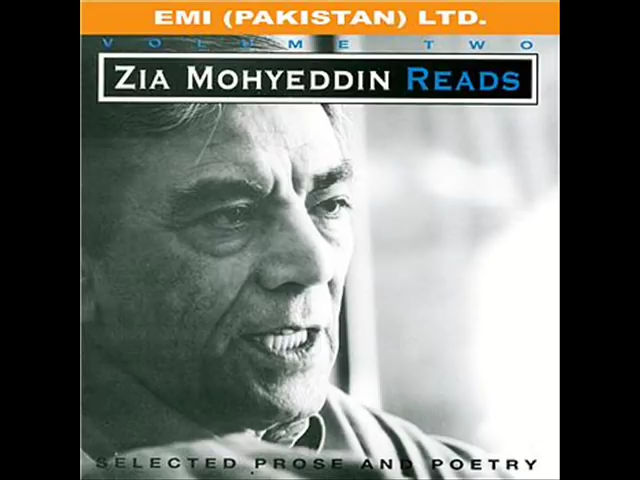 EMI (PAKISTAN) LTD.
VOLUME TWO
ZIA MOHYEDDIN READS
SELECTED PROSE AND POETRY